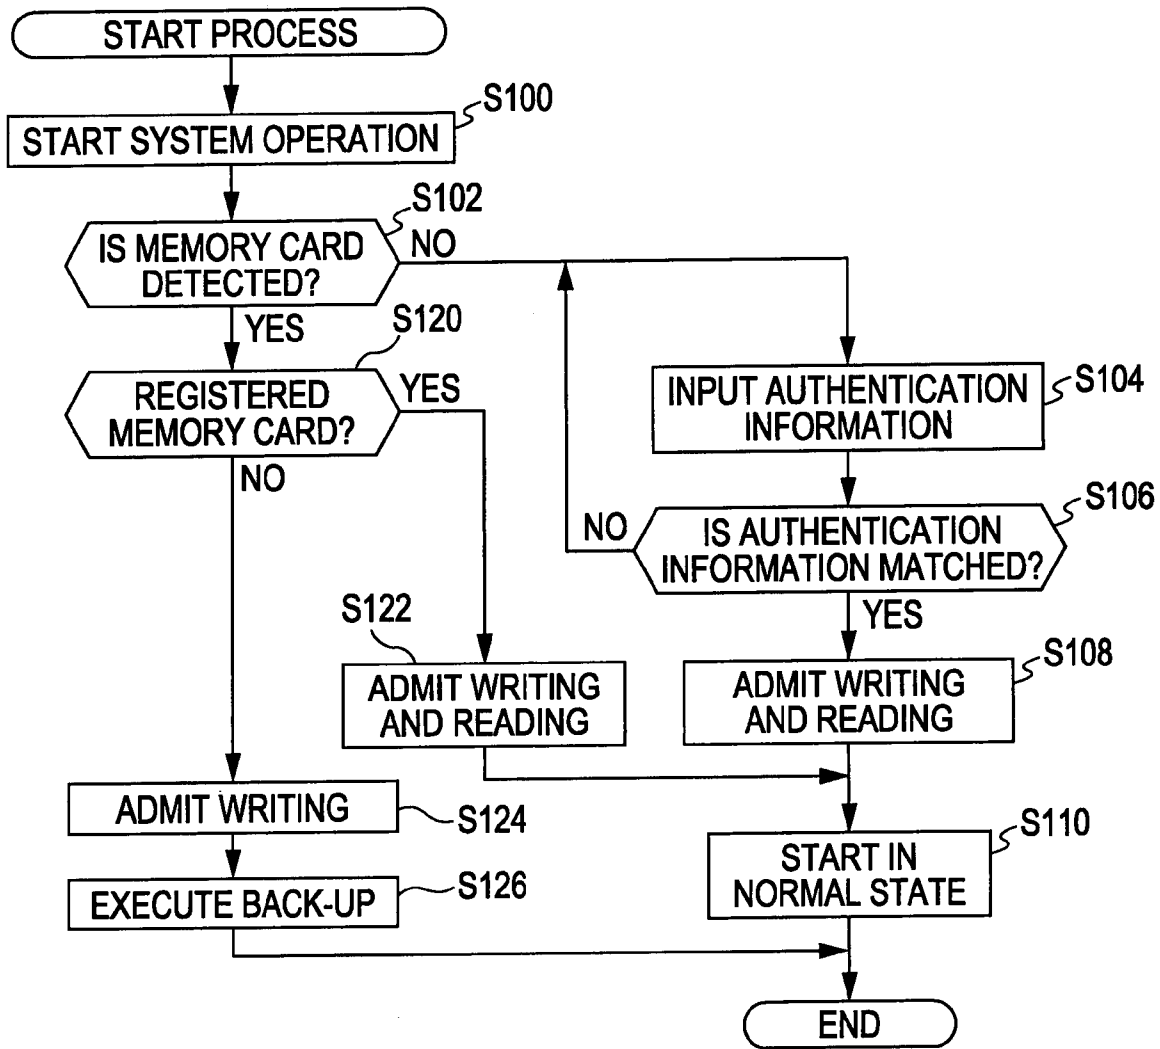 START PROCESS
S100
START SYSTEM OPERATION
S102
IS MEMORY CARD
DETECTED?
NO
YES
S120
REGISTERED
MEMORY CARD?
YES
NO
INPUT AUTHENTICATION
INFORMATION
S104
S106
NO
IS AUTHENTICATION
INFORMATION MATCHED?
YES
S122
ADMIT WRITING
AND READING
S108
ADMIT WRITING
AND READING
ADMIT WRITING
S124
S110
START IN
NORMAL STATE
EXECUTE BACK-UP
S126
END